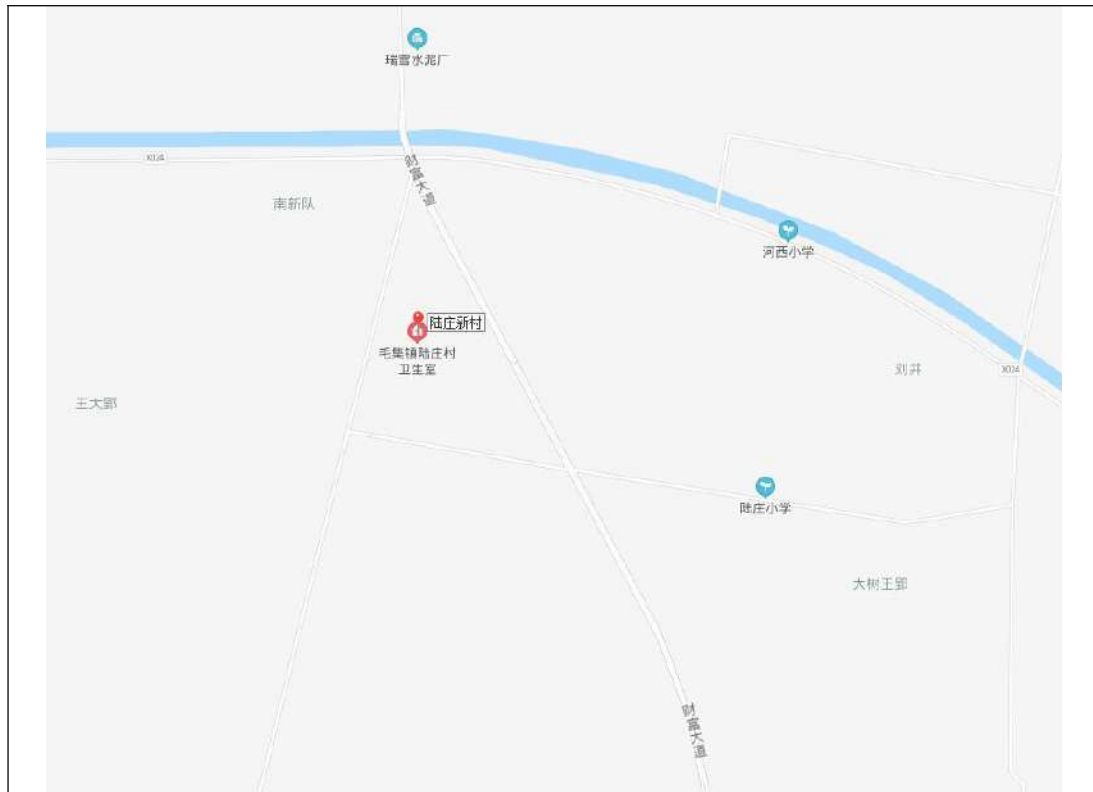 瑞雪水泥厂
X024
财富大道
南新队
河西小学
陆庄新村
毛集镇陆庄村
卫生室
刘井
X024
王大郢
陆庄小学
大树王郢
财富大道